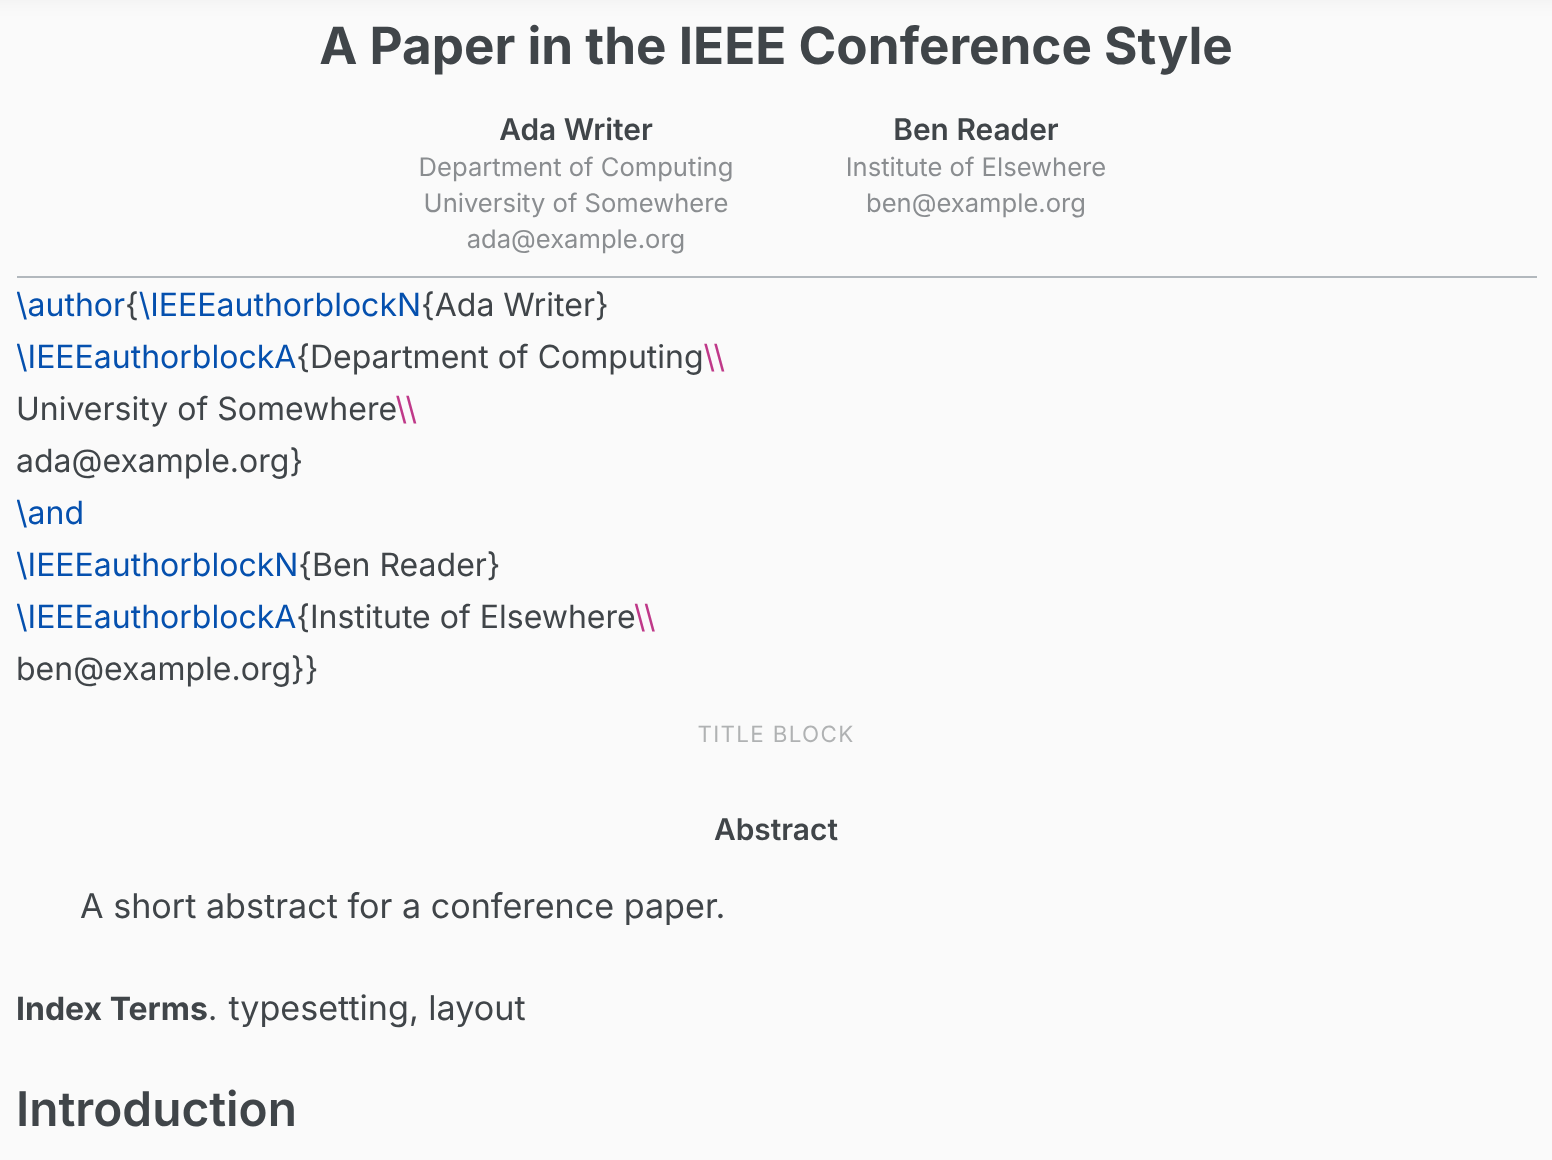 A Paper in the IEEE Conference Style
Ada Writer
Department of Computing
University of Somewhere
ada@example.org
Ben Reader
Institute of Elsewhere
ben@example.org
\author{\IEEEauthorblockN{Ada Writer}
\IEEEauthorblockA{Department of Computing\\
University of Somewhere\\
ada@example.org}
\and
\IEEEauthorblockN{Ben Reader}
\IEEEauthorblockA{Institute of Elsewhere\\
ben@example.org}}
TITLE BLOCK
Abstract
A short abstract for a conference paper.
Index Terms. typesetting, layout
Introduction